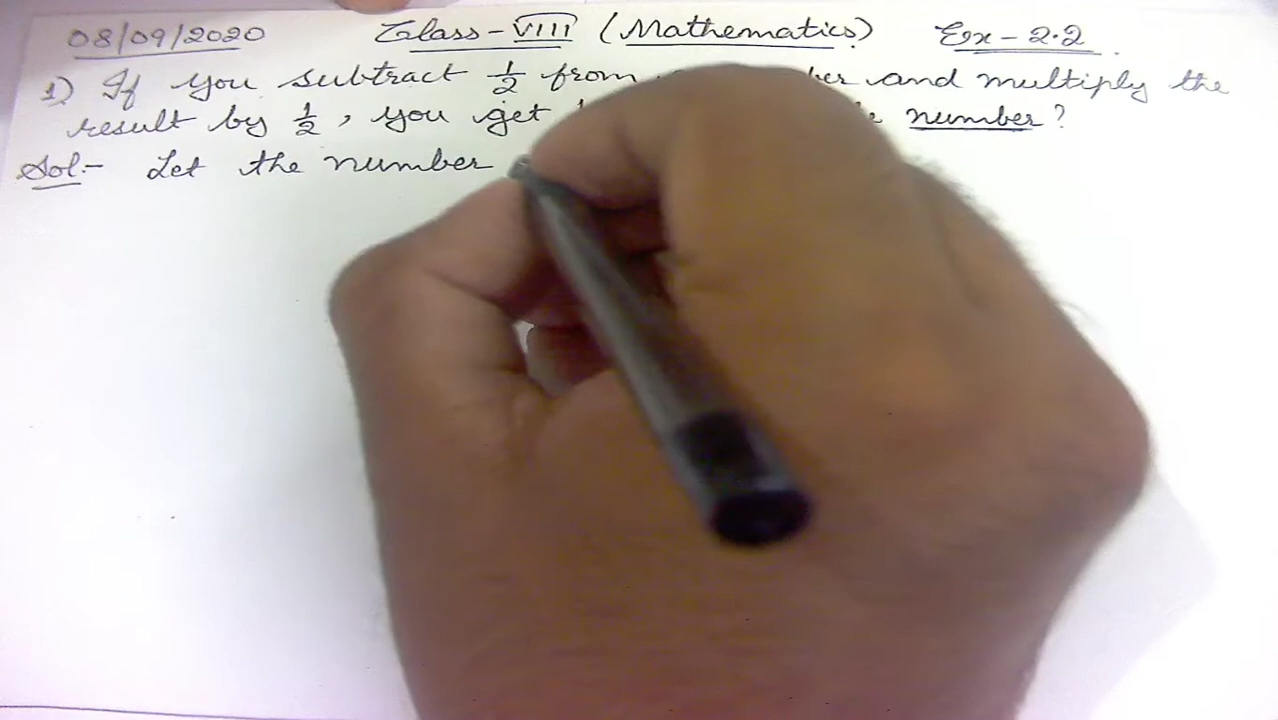 08/09/2020 Class-VIII (Mathematics) Ex-2.2
1) If you subtract 1/2 from and multiply the
result by 1/2, you get number?
Sol:- Let the number